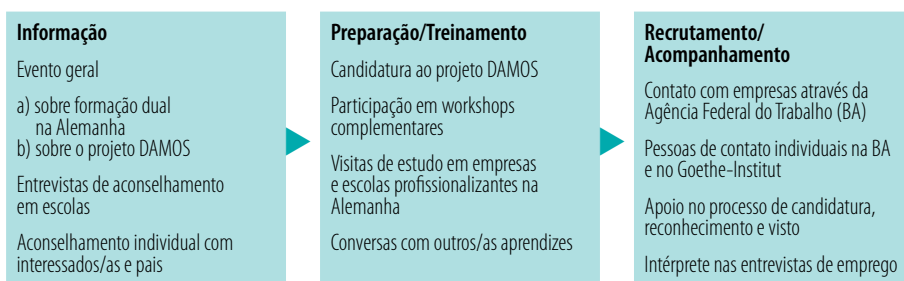 Informação
Evento geral
a) sobre formação dual
na Alemanha
b) sobre o projeto DAMOS
Entrevistas de aconselhamento
em escolas
Aconselhamento individual com
interessados/as e pais
Preparação/Treinamento
Candidatura ao projeto DAMOS
Participação em workshops
complementares
Visitas de estudo em empresas
e escolas profissionalizantes na
Alemanha
Conversas com outros/as aprendizes
Recrutamento/
Acompanhamento
Contato com empresas através da
Agência Federal do Trabalho (BA)
Pessoas de contato individuais na BA
e no Goethe-Institut
Apoio no processo de candidatura,
reconhecimento e visto
Intérprete nas entrevistas de emprego